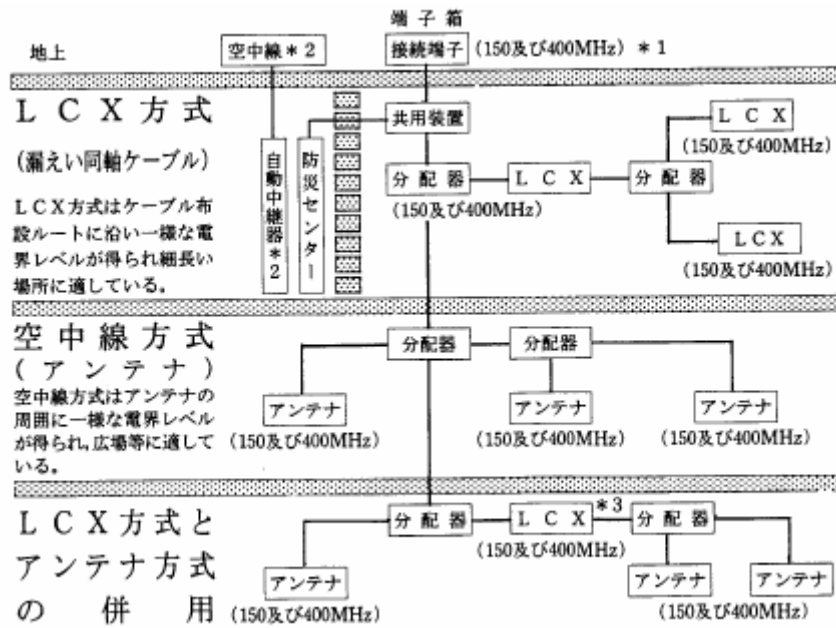 端子箱
地上
空中線＊2
接続端子
(150及び400MHz) ＊1
LCX方式
(漏えい同軸ケーブル)
LCX方式はケーブル布
設ルートに沿い一様な電
界レベルが得られ細長い
場所に適している。
自動中継器＊2
防災センター
共用装置
分配器
LCX
分配器
LCX
(150及び400MHz)
(150及び400MHz)
LCX
(150及び400MHz)
空中線方式
(アンテナ)
空中線方式はアンテナの
周囲に一様な電界レベル
が得られ,広場等に適して
いる。
分配器
分配器
アンテナ
アンテナ
アンテナ
(150及び400MHz)
(150及び400MHz)
(150及び400MHz)
LCX方式と
アンテナ方式
の併用
分配器
LCX
＊3
分配器
(150及び400MHz)
アンテナ
アンテナ
アンテナ
(150及び400MHz)
(150及び400MHz)